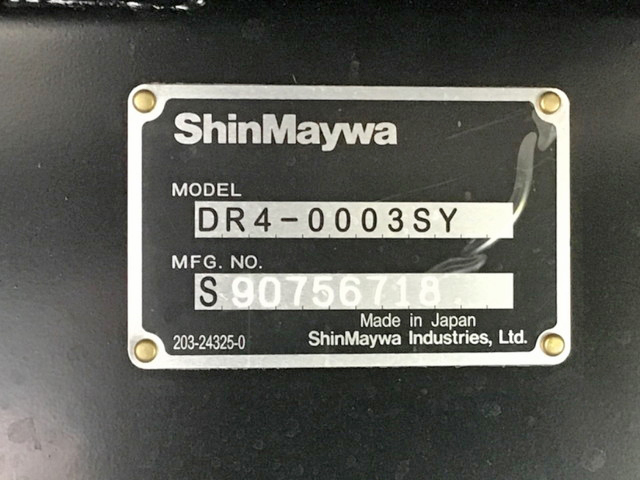 ShinMaywa
MODEL
DR4-0003SY
MFG. NO.
S 90756718
Made in Japan
203-24325-0 ShinMaywa Industries, Ltd.